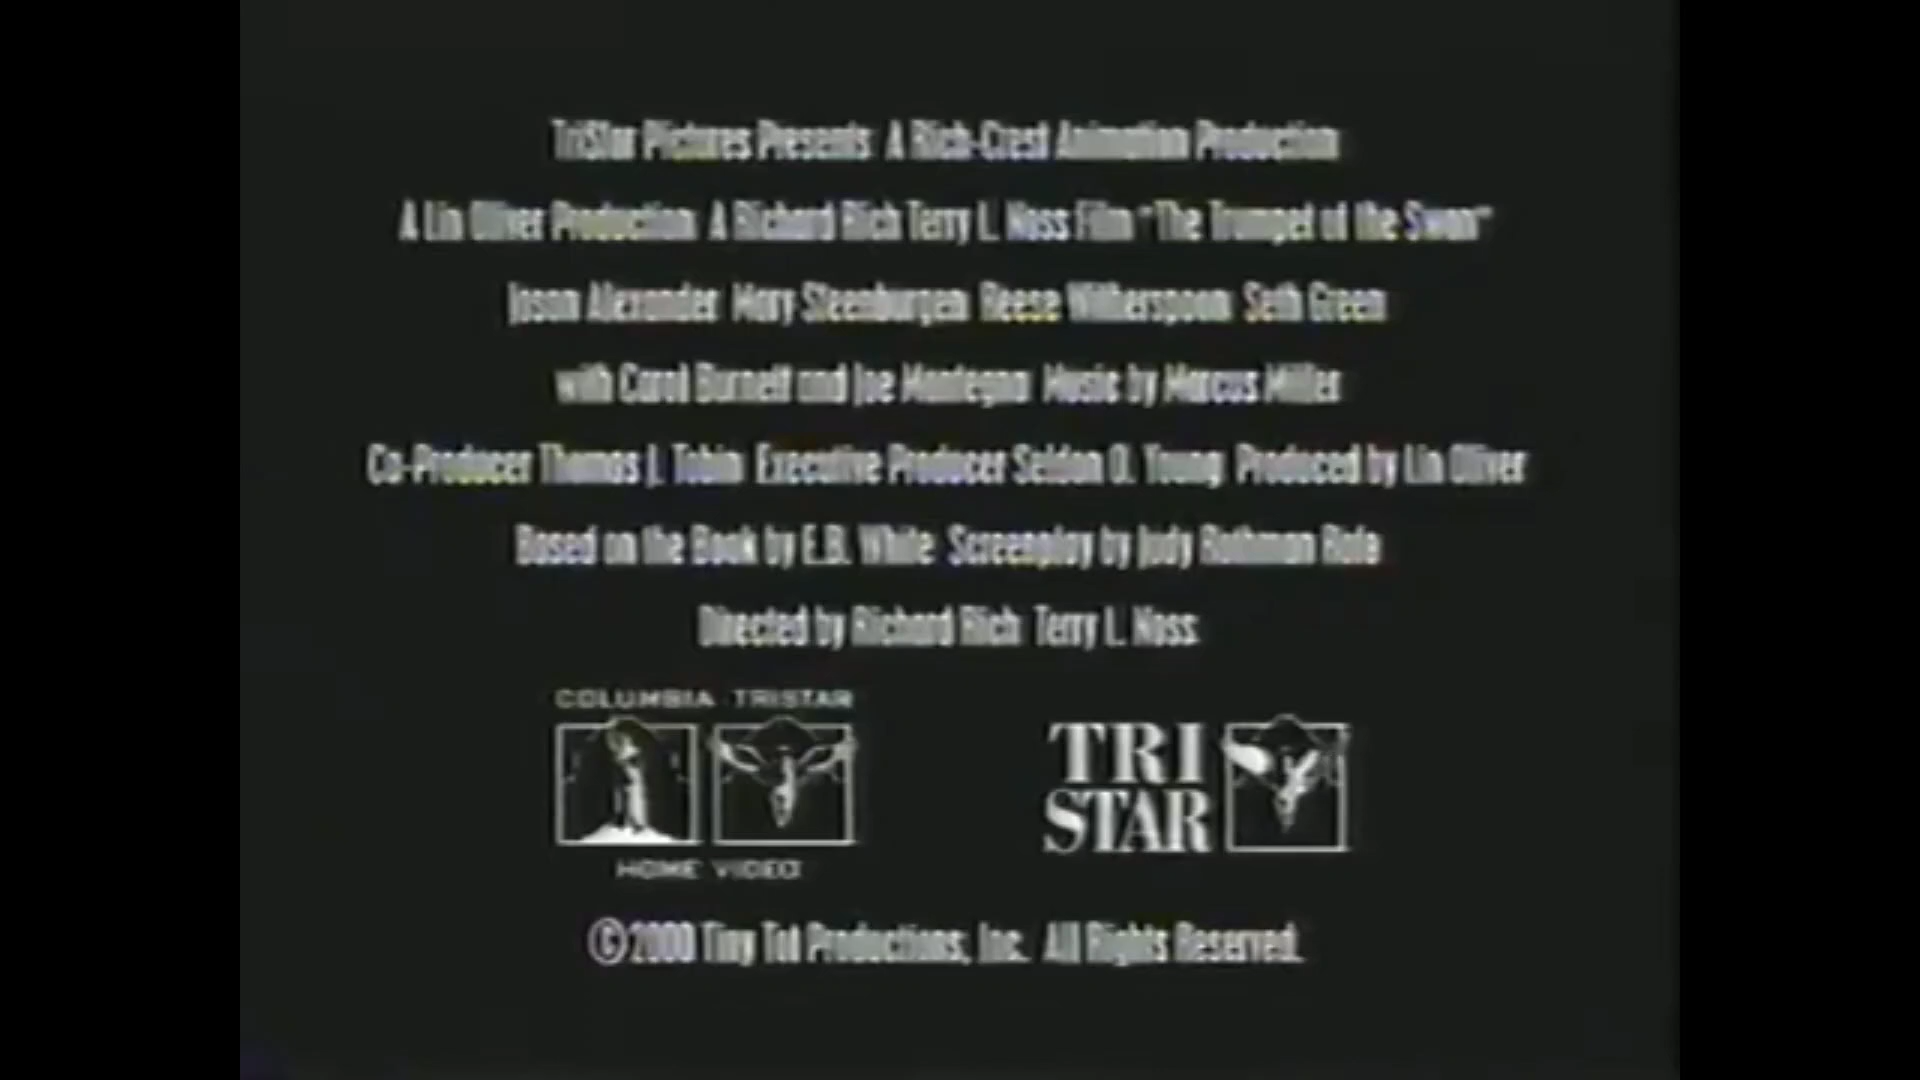 TriStar Pictures Presents A Rich-Crest Animation Production
A Lin Oliver Production A Richard Rich Terry L. Noss Film "The Trumpet of the Swan"
Jason Alexander Mary Steenburgen Reese Witherspoon Seth Green
with Carol Burnett and Joe Mantegna Music by Marcus Miller
Co-Producer Thomas J. Tobin Executive Producer Seldon O. Young Produced by Lin Oliver
Based on the Book by E.B. White Screenplay by Judy Rothman Rofe
Directed by Richard Rich Terry L. Noss
COLUMBIA TRISTAR
HOME VIDEO
TRI
STAR
©2000 Tiny Tot Productions, Inc. All Rights Reserved.